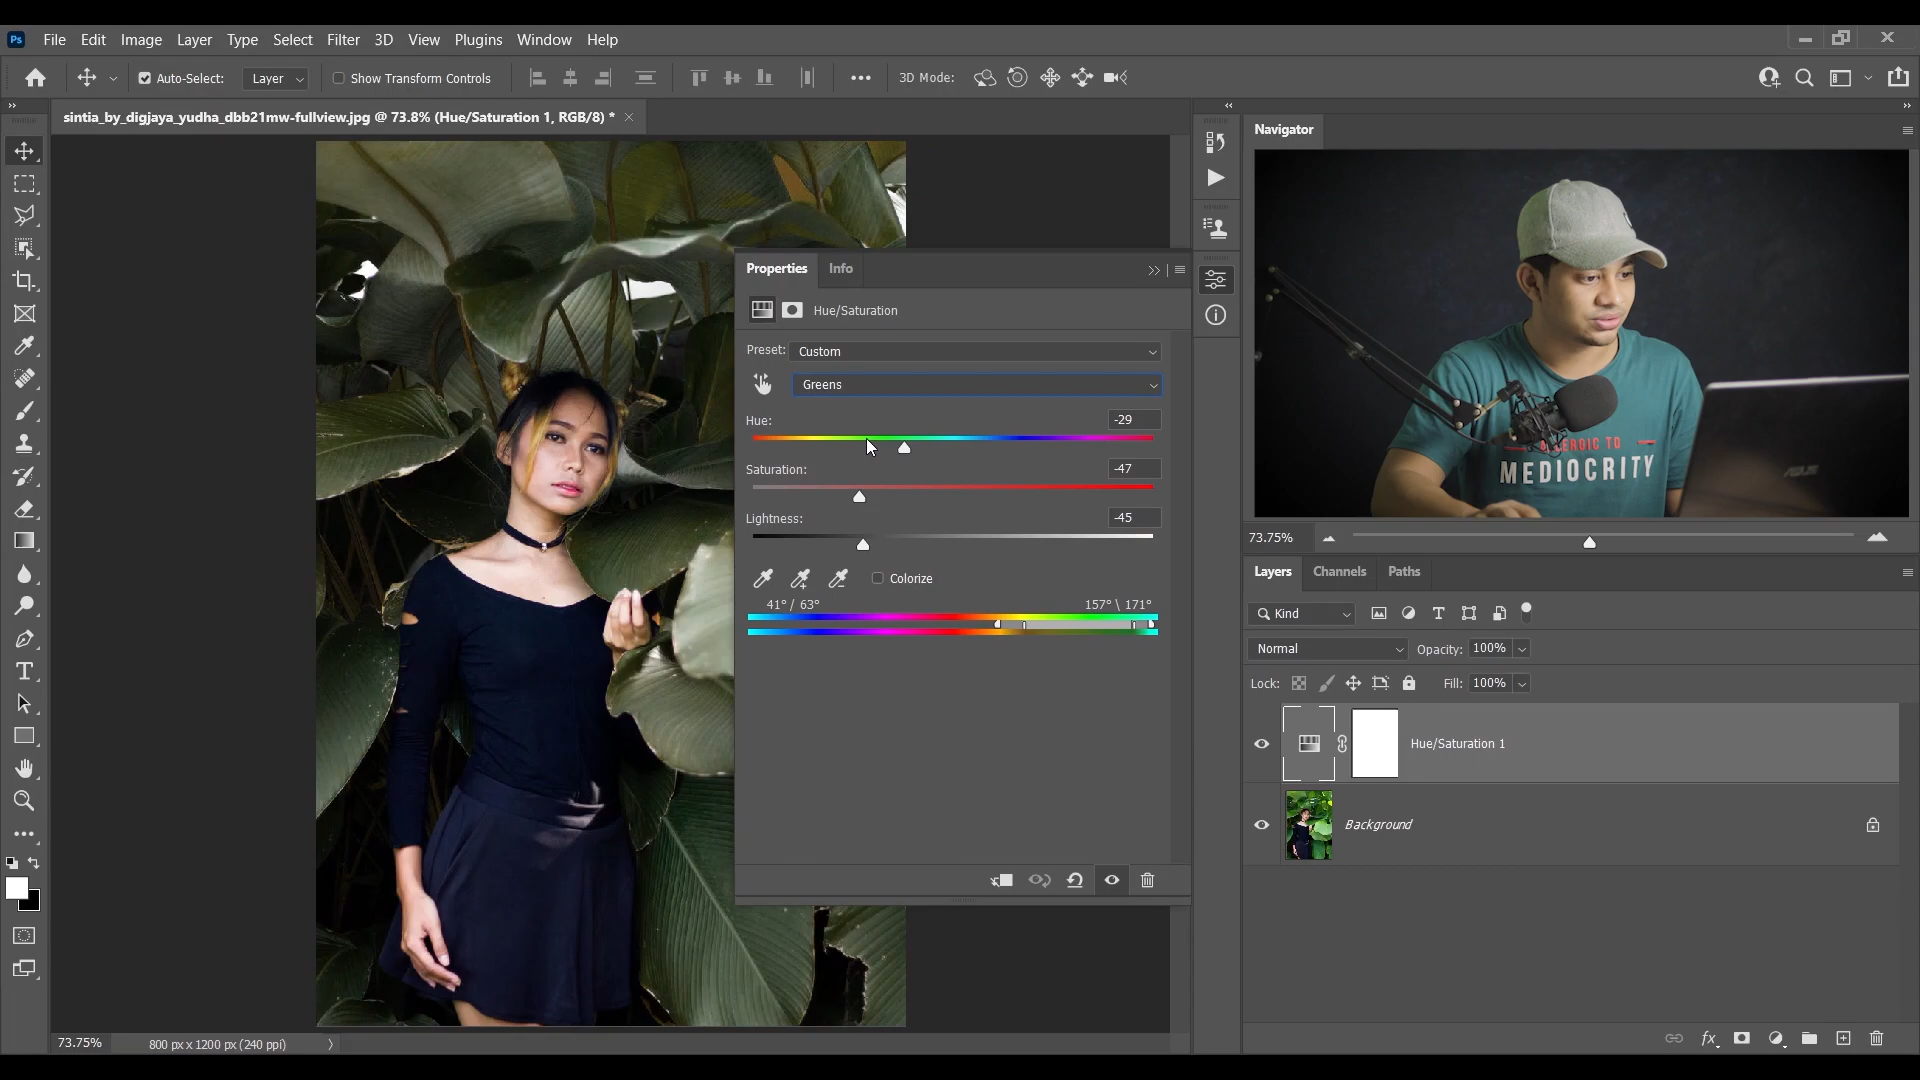 Ps File Edit Image Layer Type Select Filter 3D View Plugins Window Help
Auto-Select: Layer Show Transform Controls 3D Mode:
sintia_by_digjaya_yudha_dbb21mw-fullview.jpg @ 73.8% (Hue/Saturation 1, RGB/8) *
Navigator
Properties Info
Hue/Saturation
Preset: Custom
Greens
Hue: -29
Saturation: -47
Lightness: -45
Colorize
41° / 63° 157° \ 171°
MEDIOCRITY
73.75%
Layers Channels Paths
Kind
Normal Opacity: 100%
Lock: Fill: 100%
Hue/Saturation 1
Background
fx
73.75% 800 px x 1200 px (240 ppi)